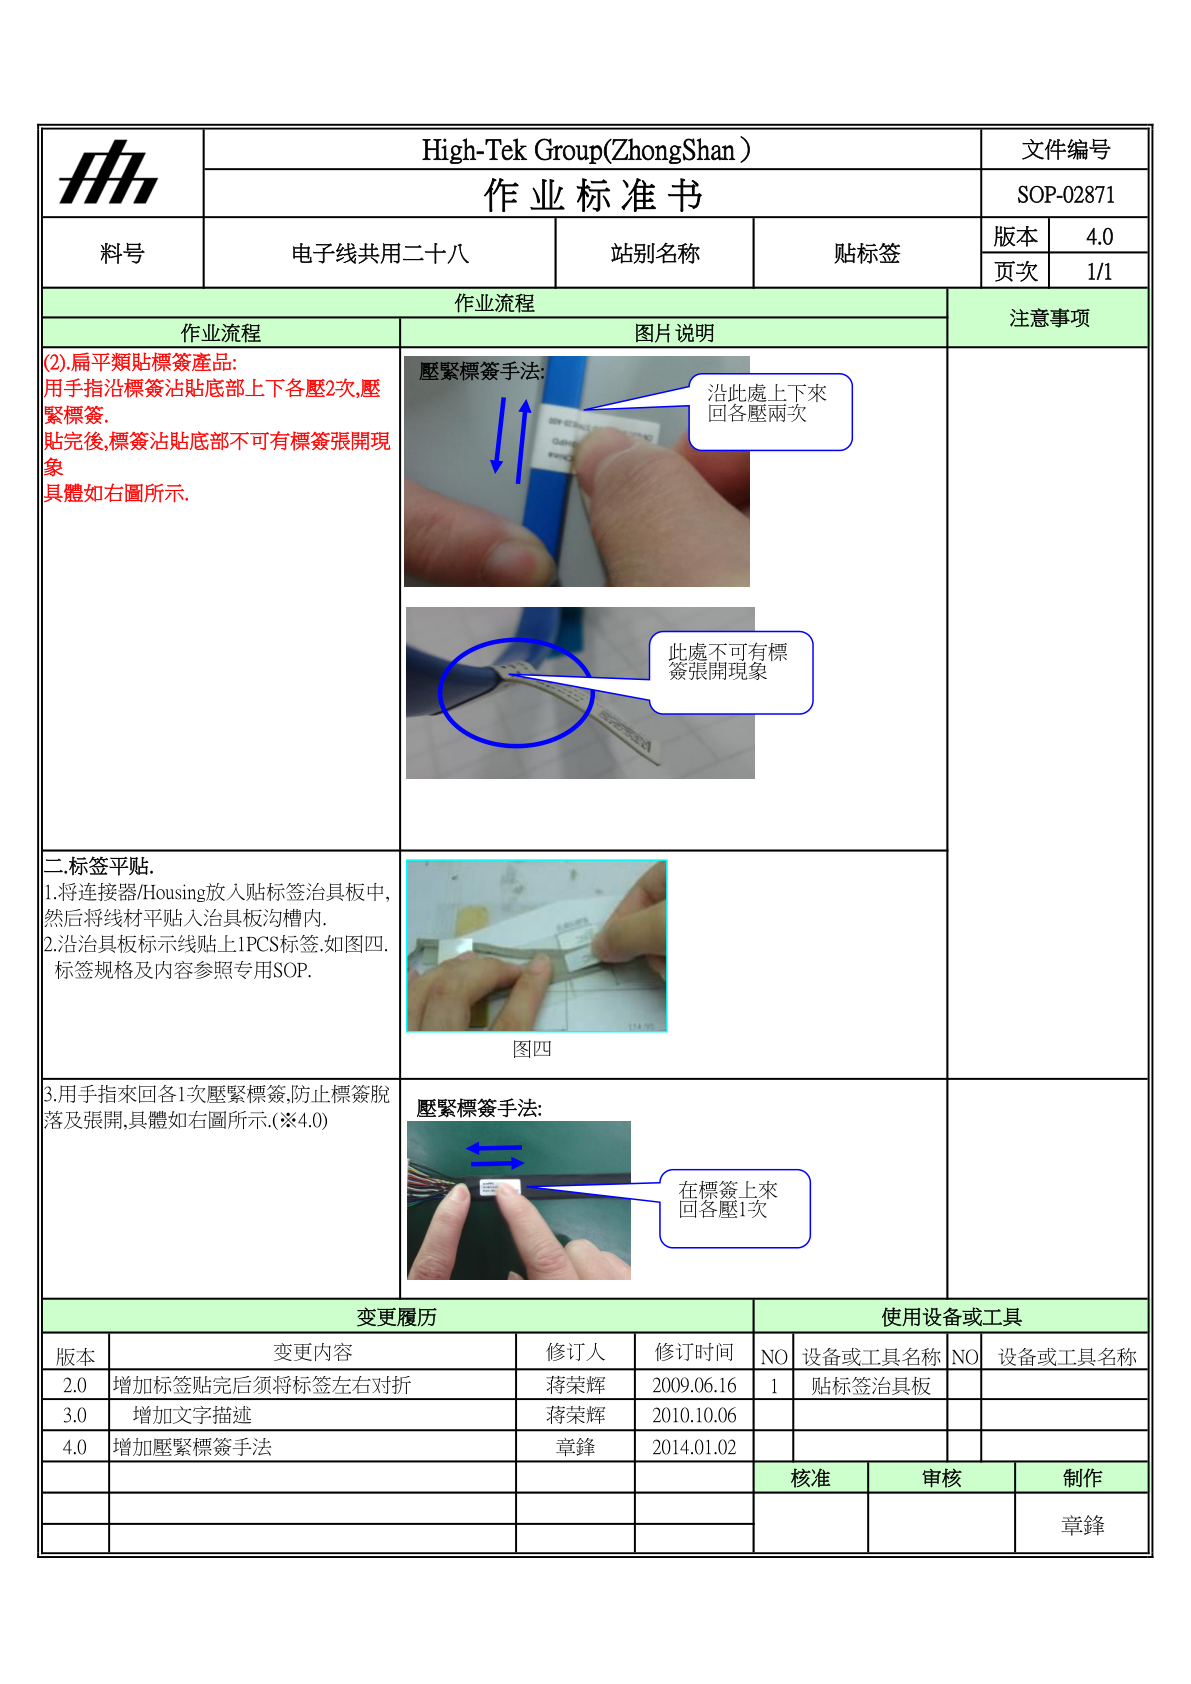 High-Tek Group(ZhongShan）
文件编号
作业标准书
SOP-02871
料号
电子线共用二十八
站别名称
贴标签
版本
4.0
页次
1/1
作业流程
注意事项
作业流程
图片说明
(2).扁平類貼標簽產品:
用手指沿標簽沾貼底部上下各壓2次,壓
緊標簽.
貼完後,標簽沾貼底部不可有標簽張開現
象
具體如右圖所示.
壓緊標簽手法:
沿此處上下來
回各壓兩次
China
此處不可有標
簽張開現象
二.标签平贴.
1.将连接器/Housing放入贴标签治具板中,
然后将线材平贴入治具板沟槽内.
2.沿治具板标示线贴上1PCS标签.如图四.
标签规格及内容参照专用SOP.
图四
3.用手指來回各1次壓緊標簽,防止標簽脫
落及張開,具體如右圖所示.(※4.0)
壓緊標簽手法:
在標簽上來
回各壓1次
变更履历
使用设备或工具
版本
变更内容
修订人
修订时间
NO
设备或工具名称
NO
设备或工具名称
2.0
增加标签贴完后须将标签左右对折
蒋荣辉
2009.06.16
1
贴标签治具板
3.0
增加文字描述
蒋荣辉
2010.10.06
4.0
增加壓緊標簽手法
章鋒
2014.01.02
核准
审核
制作
章鋒